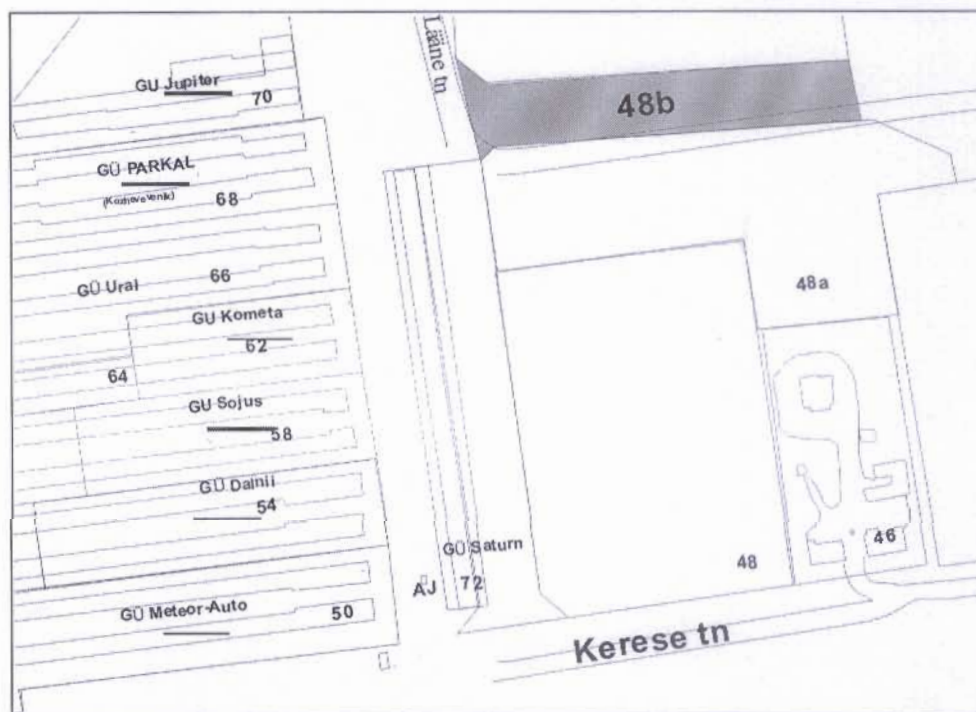 Lääne tn
GU Jupiter
70
48b
GÜ PARKAL
68
GÜ Ural
66
48a
GU Kometa
62
64
GU Sojus
58
GÜ Dainii
54
GÜ Saturn
46
48
AJ
72
GÜ Meteor-Auto
50
Kerese tn